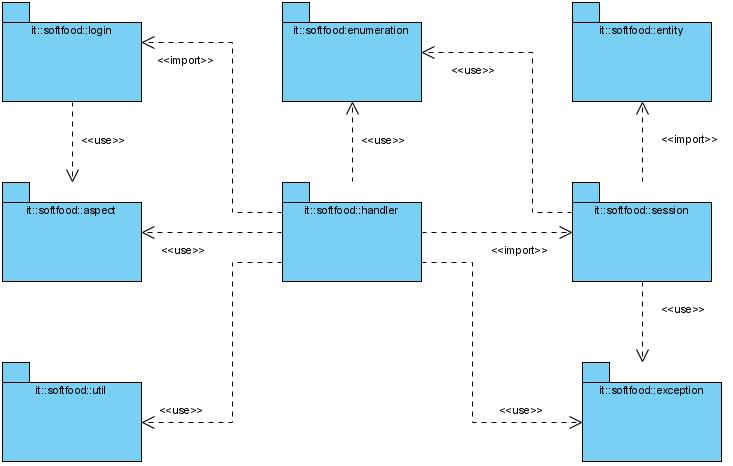 it::softfood::login
it::softfood:enumeration
it::softfood::entity
<<import>>
<<use>>
<<use>>
<<use>>
<<import>>
it::softfood::aspect
it::softfood::handler
it::softfood::session
<<use>>
<<import>>
<<use>>
it::softfood::util
it::softfood::exception
<<use>>
<<use>>